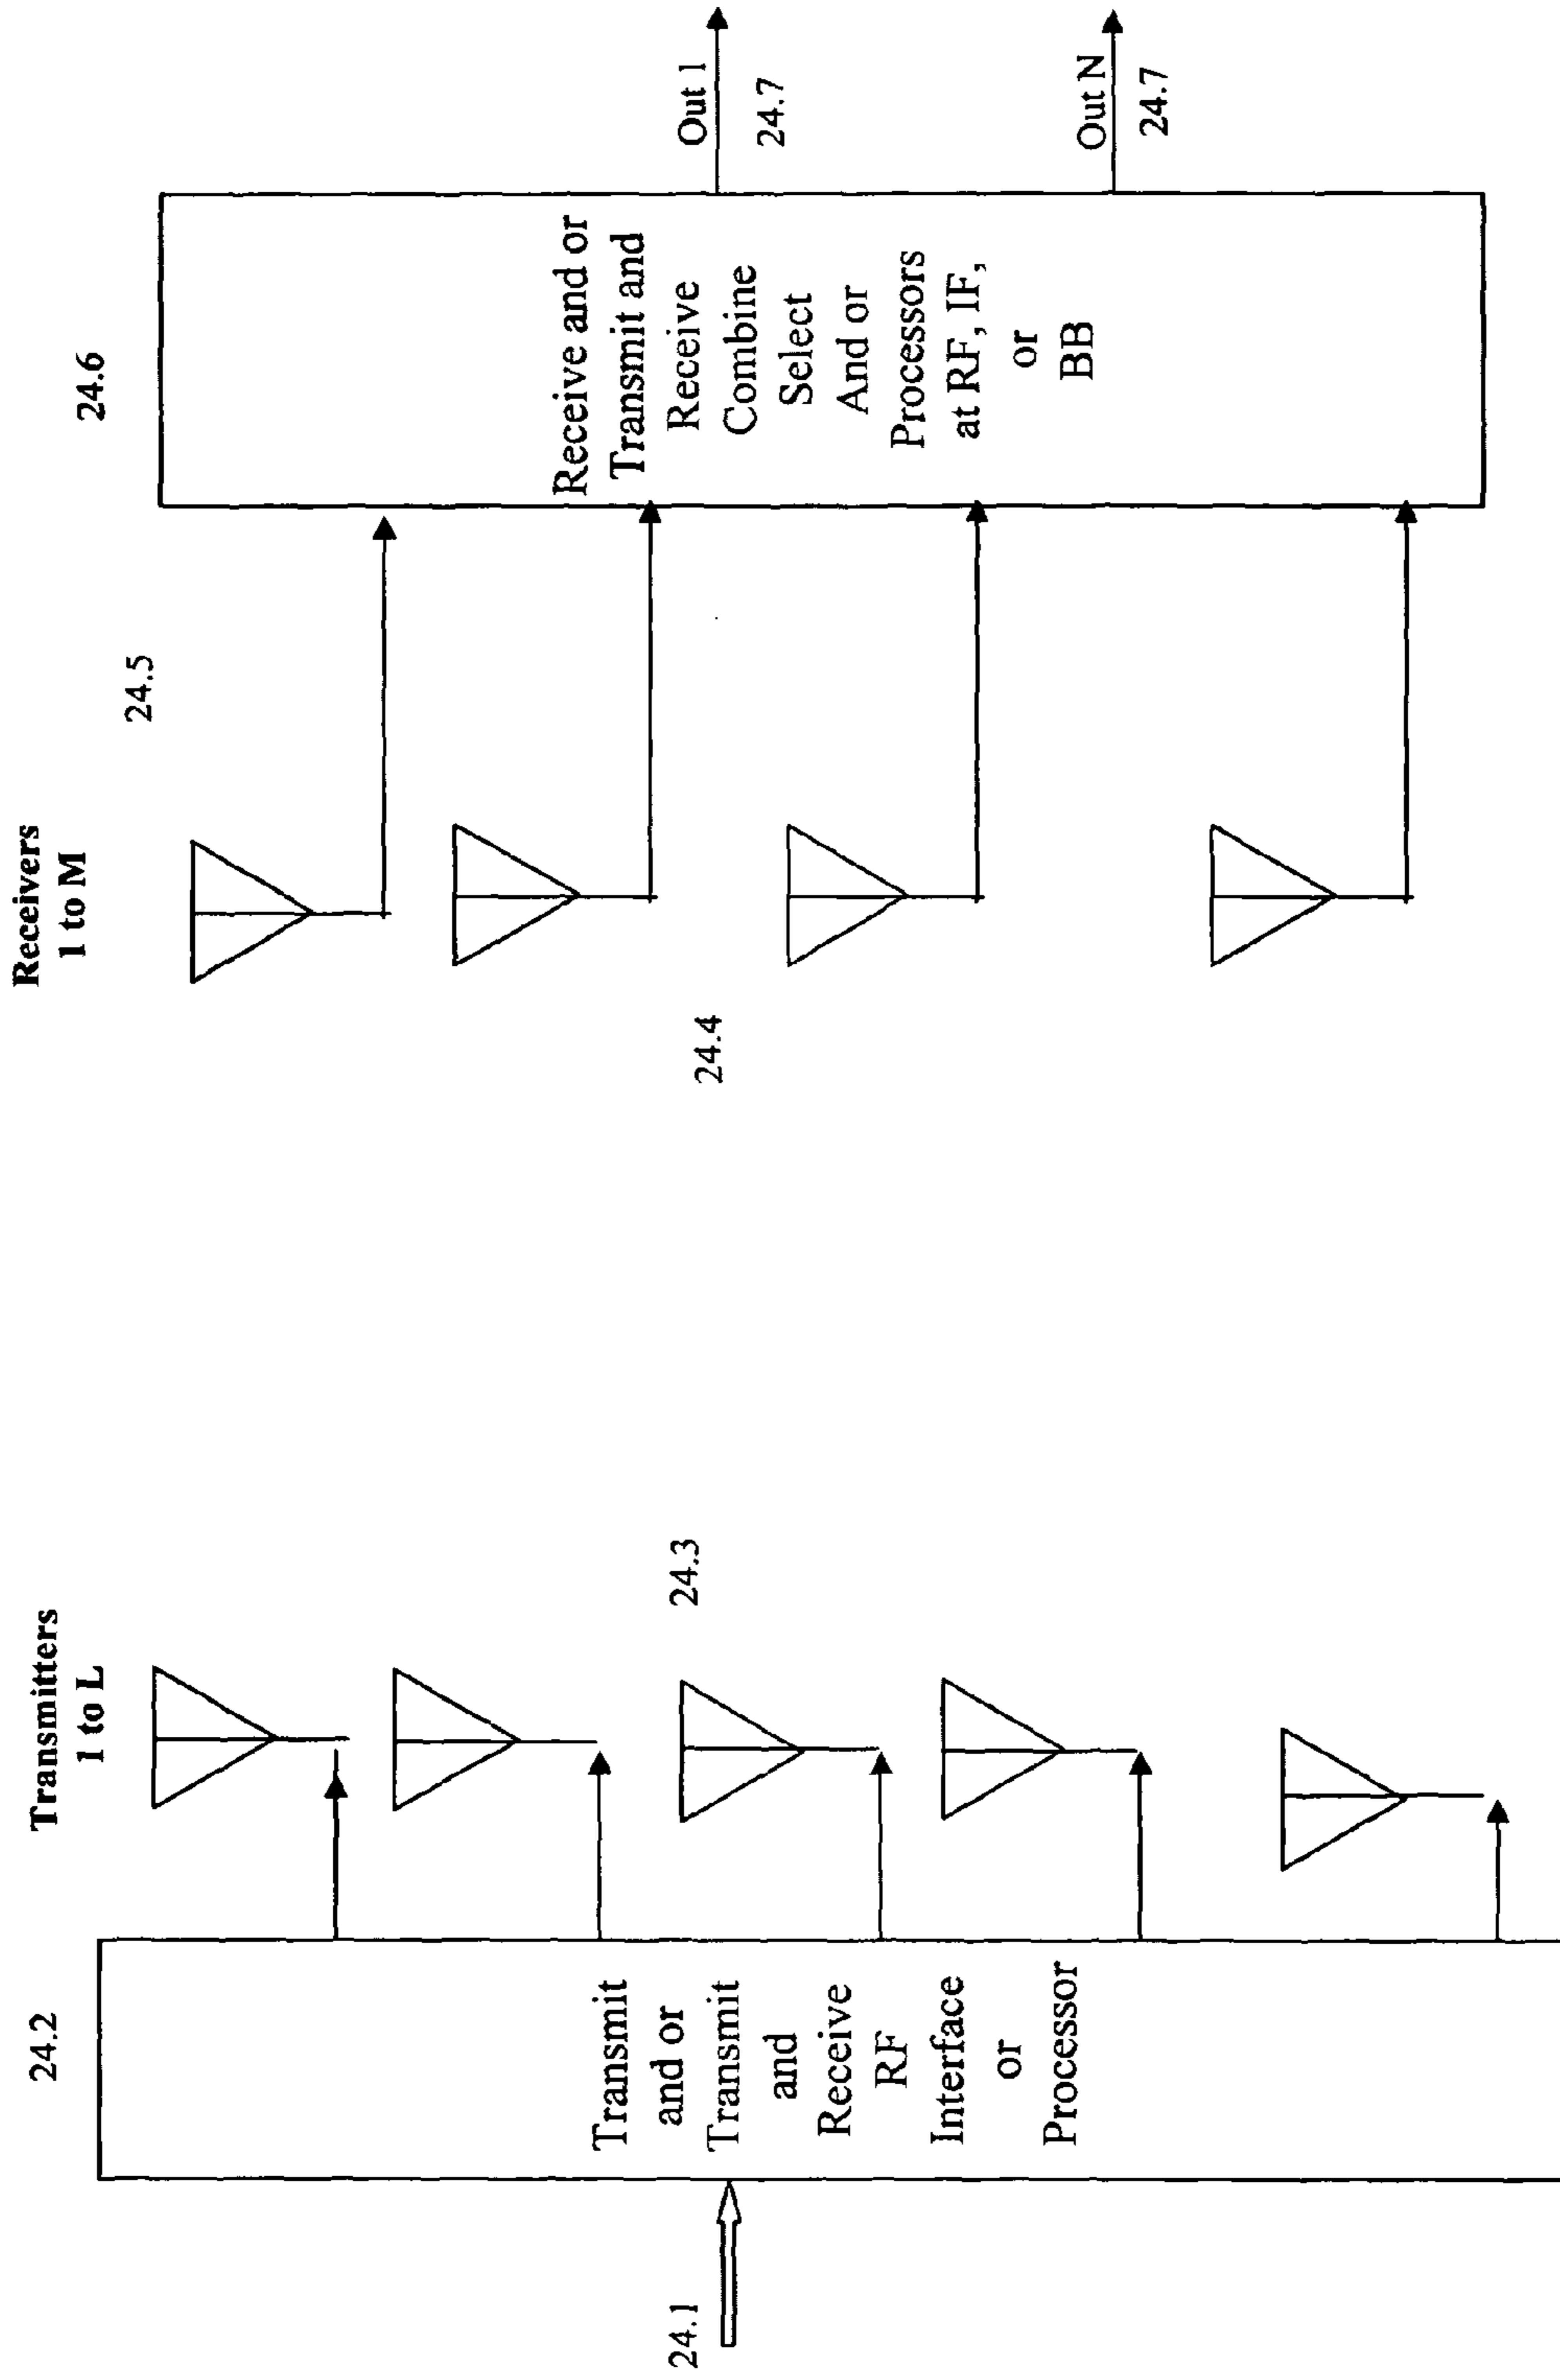 24.1
24.2
Transmit
and or
Transmit
and
Receive
RF
Interface
or
Processor
Transmitters
1 to L
24.3
Receivers
1 to M
24.4
24.5
24.6
Receive and or
Transmit and
Receive
Combine
Select
And or
Processors
at RF, IF,
or
BB
Out 1
24.7
Out N
24.7